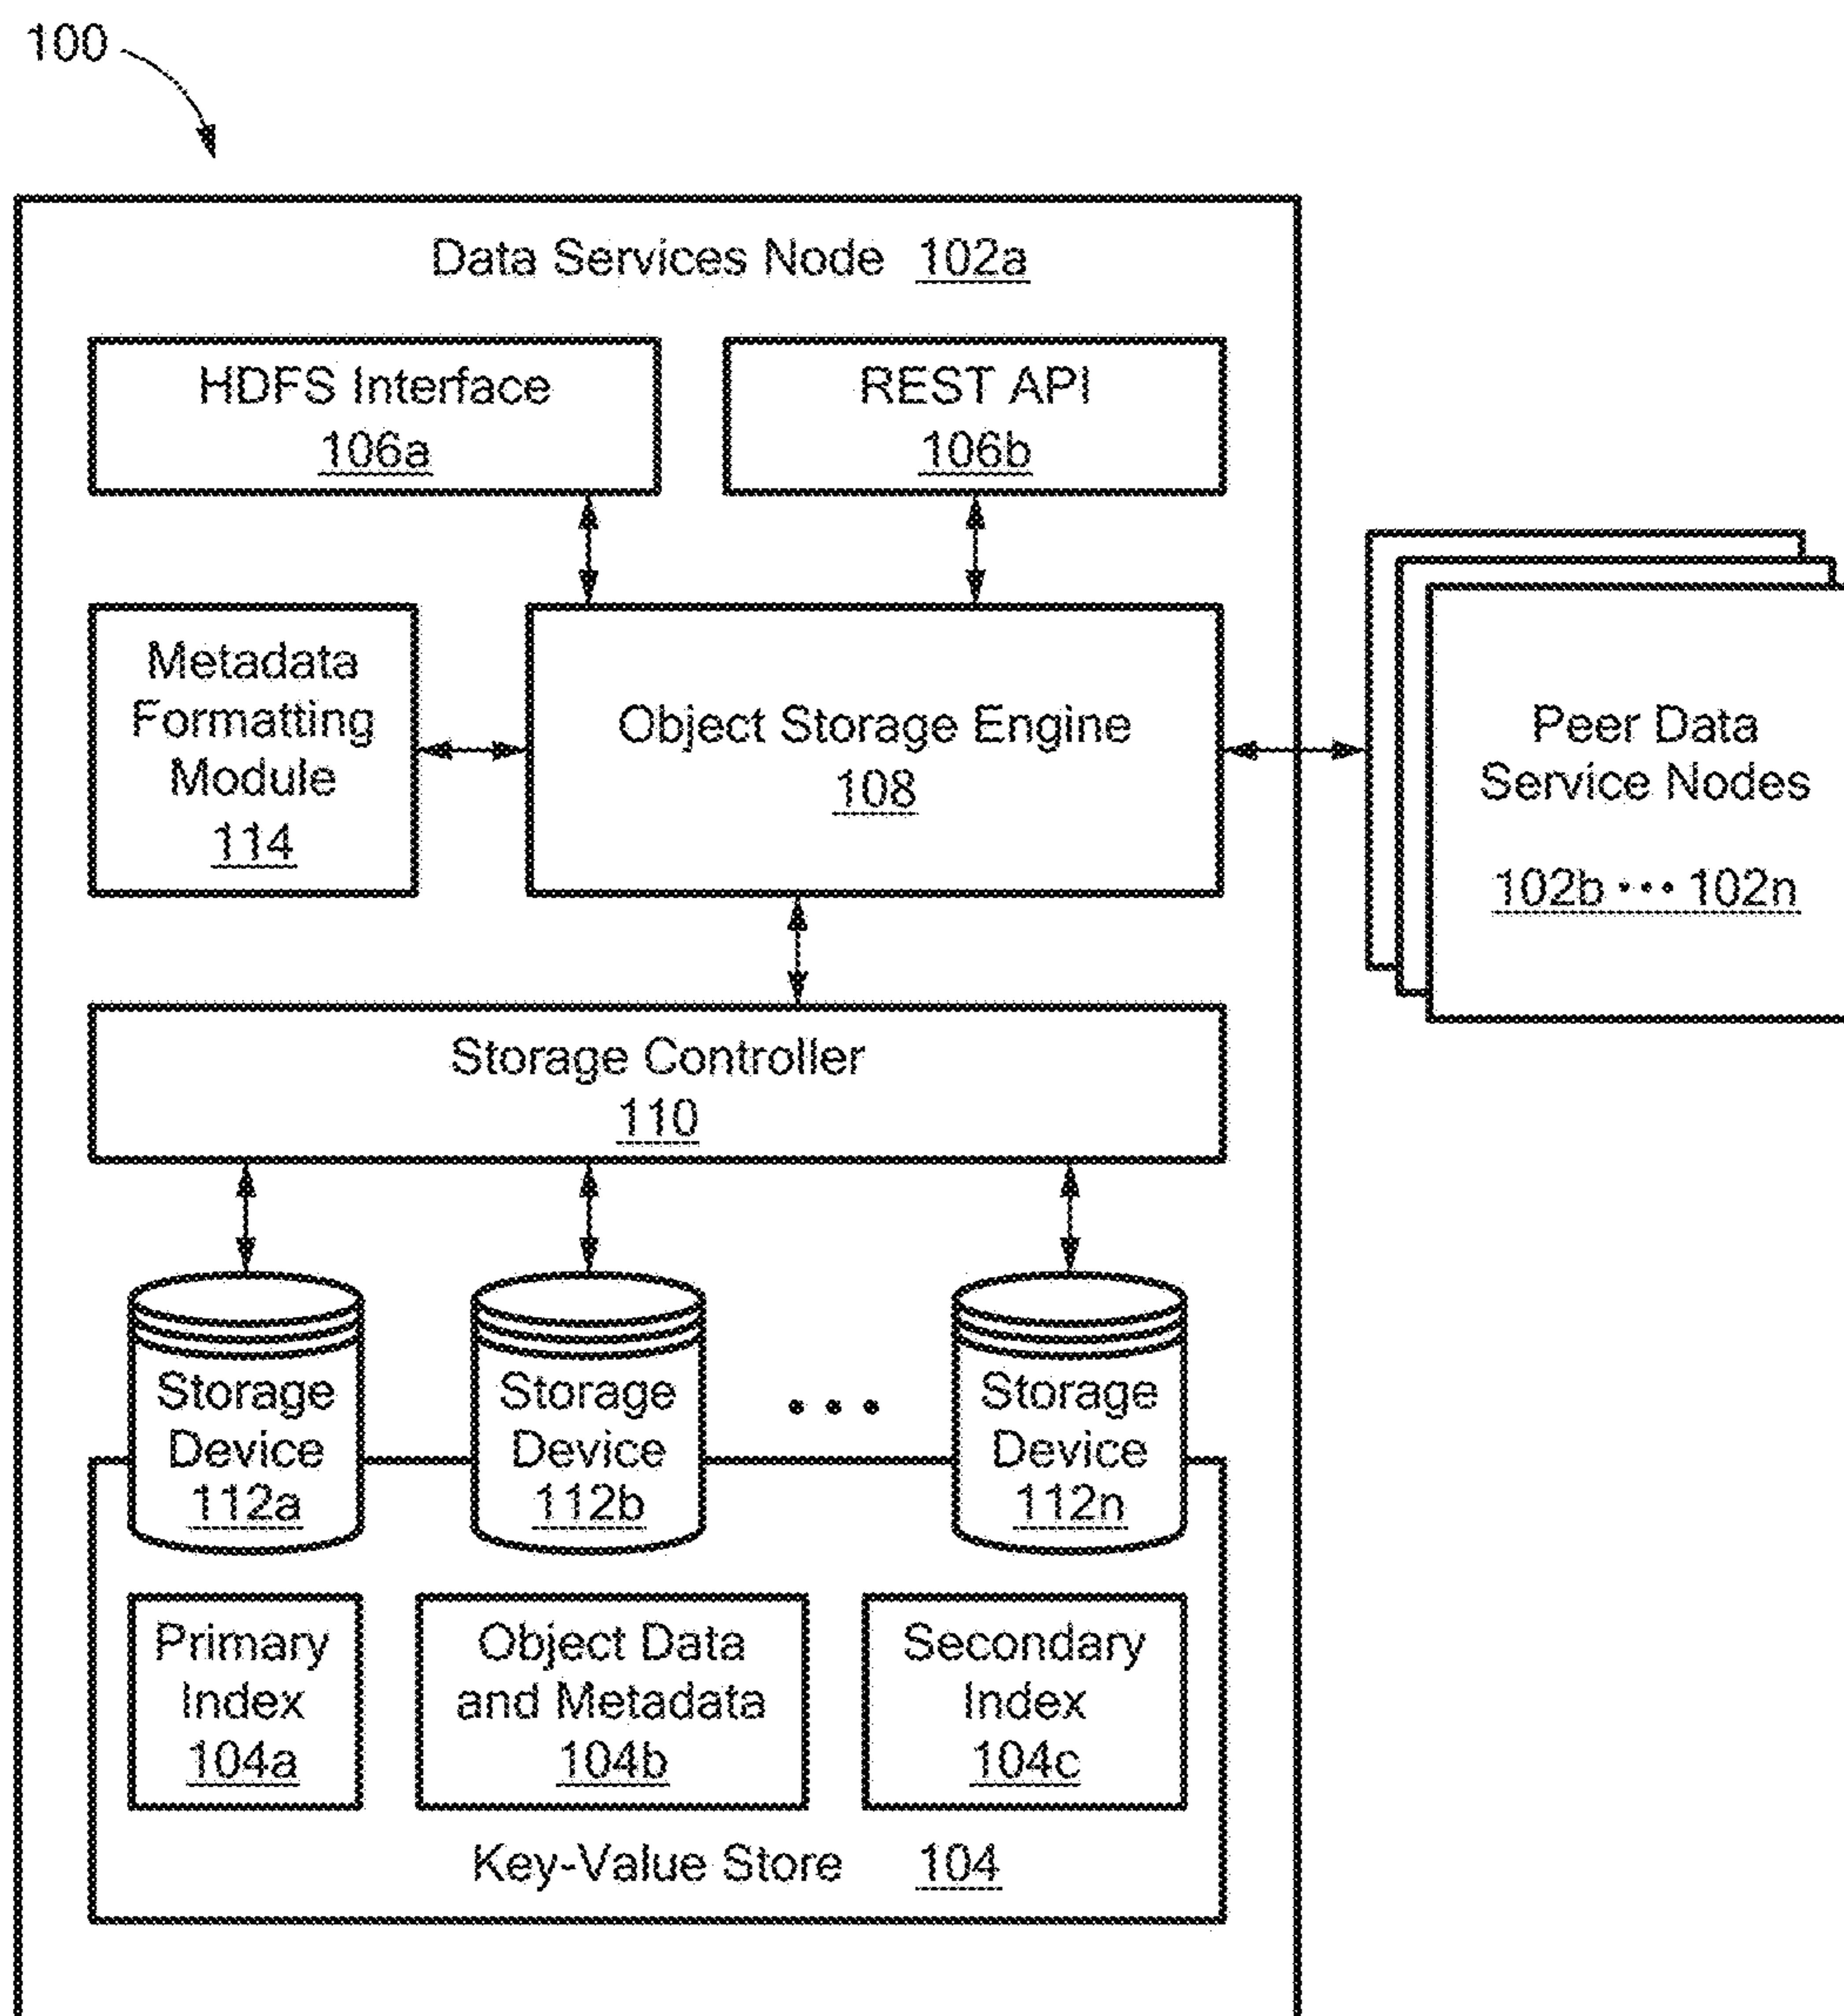 100
Data Services Node 102a
HDFS Interface
106a
REST API
106b
Metadata
Formatting
Module
114
Object Storage Engine
108
Peer Data
Service Nodes
102b ··· 102n
Storage Controller
110
Storage
Device
112a
Storage
Device
112b
• • •
Storage
Device
112n
Primary
Index
104a
Object Data
and Metadata
104b
Secondary
Index
104c
Key-Value Store 104